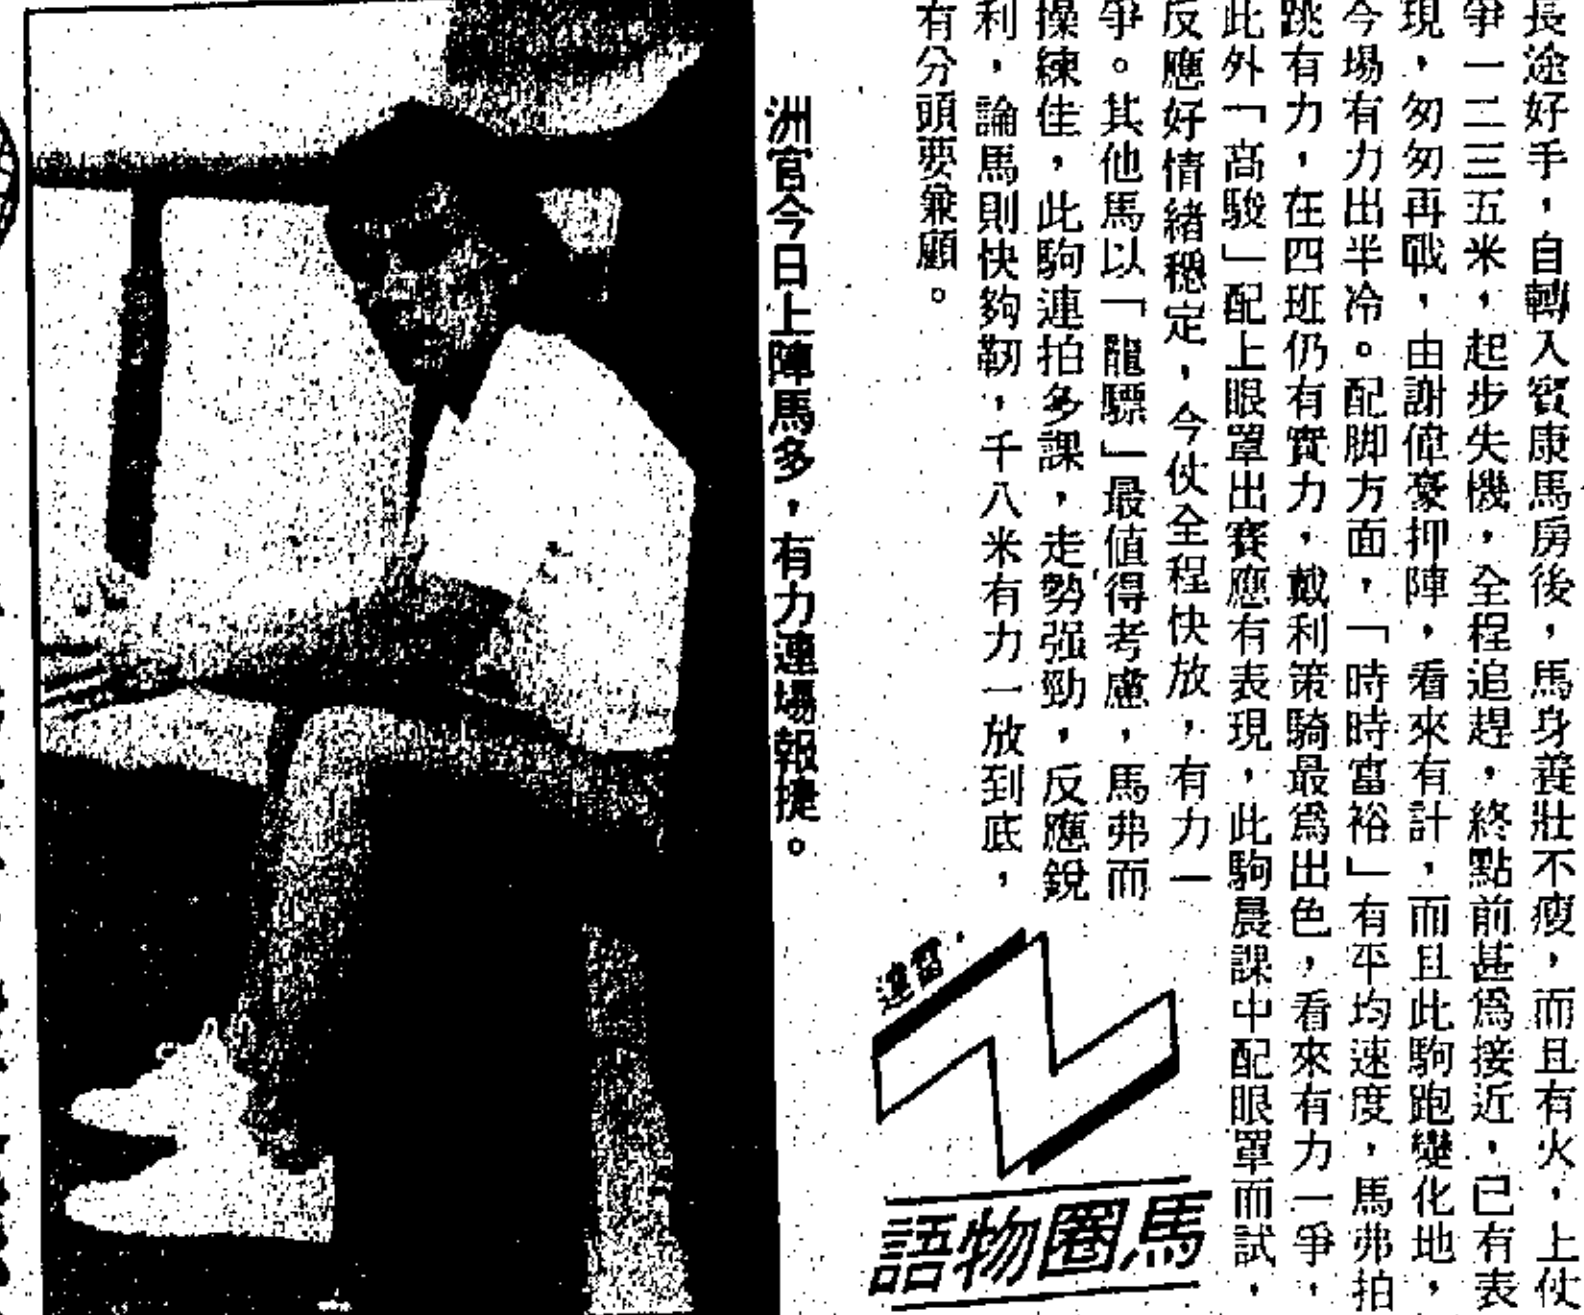 長途好手，自轉入賓康馬房後，馬身養壯不瘦，而且有火，上仗
爭一二三五米，起步失機，全程追趕，終點前甚爲接近，已有表
現，匆匆再戰，由謝偉豪押陣，看來有計，而且此駒跑變化地，
今場有力出半冷。配脚方面，「時時富裕」有平均速度，馬弗拍
跳有力，在四班仍有實力，戴利策騎最爲出色，看來有力一爭，
此外「高駿」配上眼罩出賽應有表現，此駒晨課中配眼罩而試，
反應好情緒穩定，今仗全程快放，有力一
爭。其他馬以「龍驃」最值得考慮，馬弗而
操練佳，此駒連拍多課，走勢强勁，反應銳
利，論馬則快夠韌，千八米有力一放到底，
有分頭要兼顧。
馬圈物語
洲官今日上陣馬多，有力連場報捷。